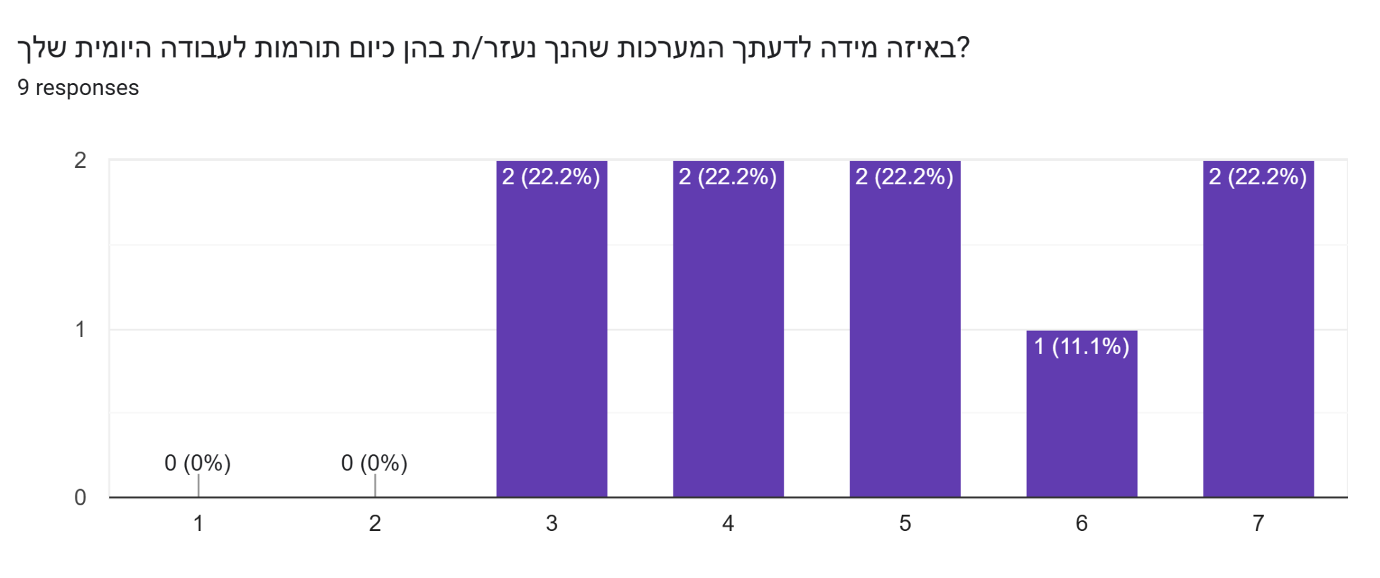 באיזה מידה לדעתך המערכות שהנך נעזר/ת בהן כיום תורמות לעבודה היומית שלך?
9 responses
2
2 (22.2%) 2 (22.2%) 2 (22.2%) 2 (22.2%)
1
1 (11.1%)
0 (0%) 0 (0%)
0
1 2 3 4 5 6 7